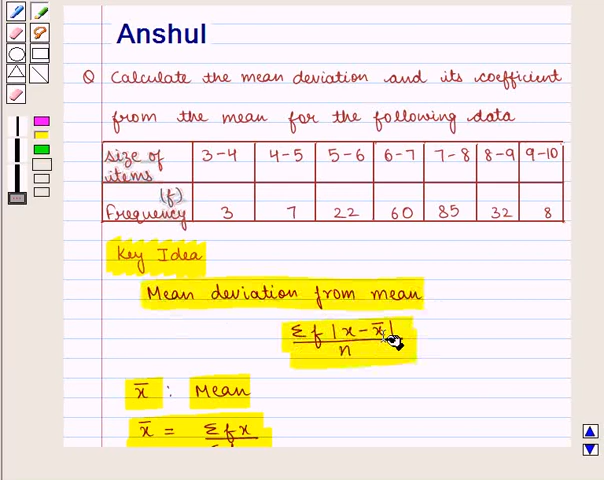 Anshul
Q Calculate the mean deviation and its coefficient
from the mean for the following data
size of items 3-4 4-5 5-6 6-7 7-8 8-9 9-10
(f) Frequency 3 7 22 60 85 32 8
Key Idea
Mean deviation from mean
Σ f | x - x̄ |
n
x̄ : Mean
x̄ = Σ f x